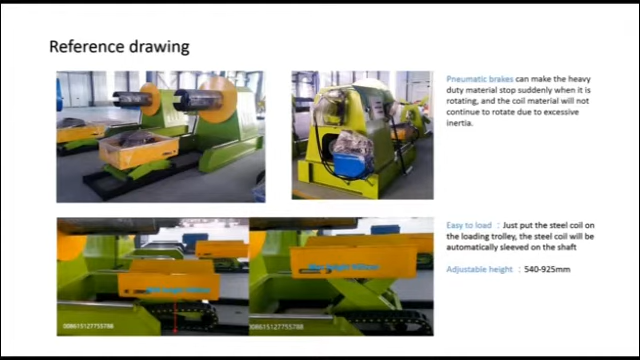 Reference drawing
Pneumatic brakes can make the heavy
duty material stop suddenly when it is
rotating, and the coil material will not
continue to rotate due to excessive
inertia.
Easy to load : Just put the steel coil on
the loading trolley, the steel coil will be
automatically sleeved on the shaft
Adjustable height : 540-925mm
008615127755788
008615127755788